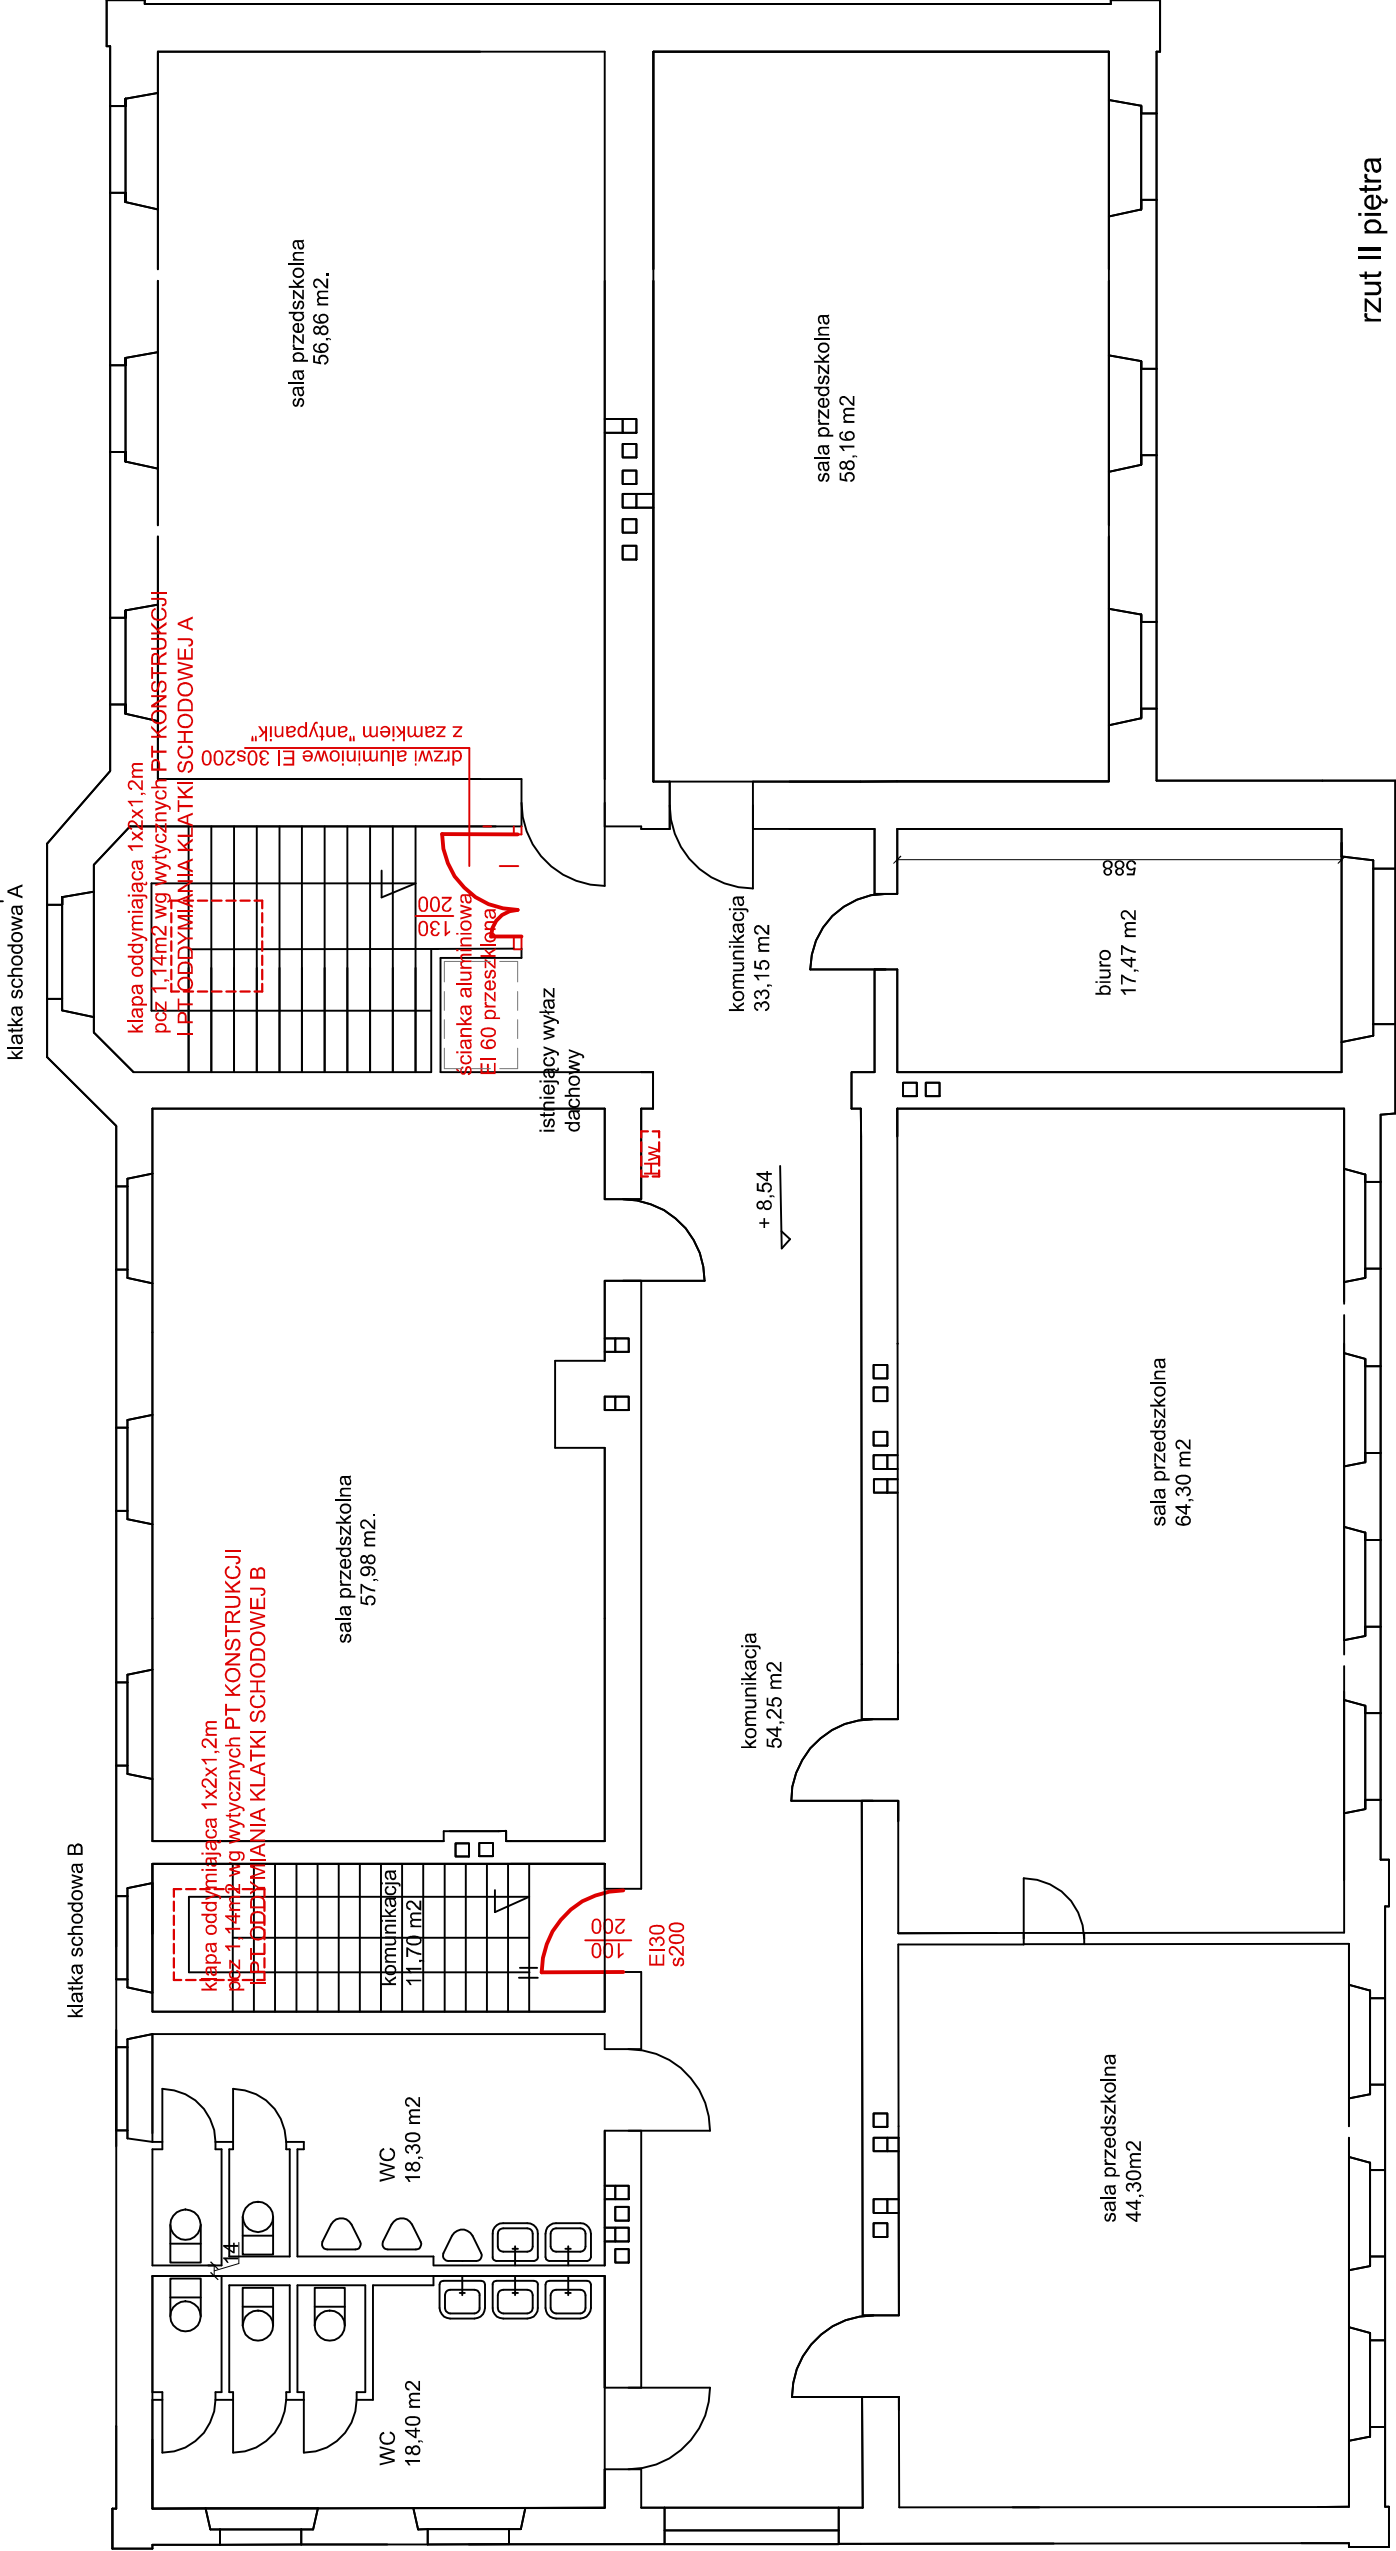 klatka schodowa A
klatka schodowa B
klapa oddymiająca 1x2x1,2m
pcz 1,14m2 wg wytycznych PT KONSTRUKCJI
I PT ODDYMIANIA KLATKI SCHODOWEJ A
drzwi aluminiowe EI 30s200
z zamkiem "antypanik"
130
200
ścianka aluminiowa
EI 60 przeszklona
istniejący wyłaz
dachowy
sala przedszkolna
56,86 m2.
sala przedszkolna
58,16 m2
rzut II piętra
komunikacja
33,15 m2
biuro
17,47 m2
588
Hw
+ 8,54
sala przedszkolna
57,98 m2.
klapa oddymiająca 1x2x1,2m
pcz 1,14m2 wg wytycznych PT KONSTRUKCJI
I PT ODDYMIANIA KLATKI SCHODOWEJ B
komunikacja
11,70 m2
100
200
EI30
s200
komunikacja
54,25 m2
sala przedszkolna
64,30 m2
sala przedszkolna
44,30m2
WC
18,30 m2
14
WC
18,40 m2